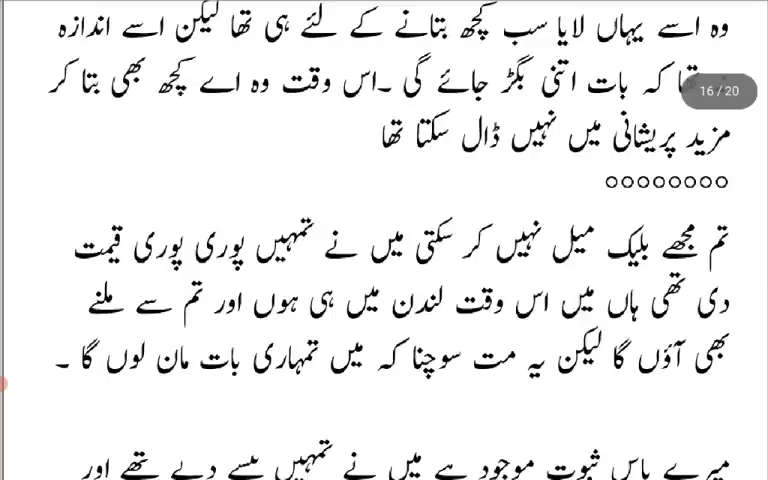 وہ اسے یہاں لایا سب کچھ بتانے کے لئے ہی تھا لیکن اسے اندازہ
تھا کہ بات اتنی بگڑ جائے گی ۔اس وقت وہ اے کچھ بھی بتا کر
16/20
مزید پریشانی میں نہیں ڈال سکتا تھا
○○○○○○○○
تم مجھے بلیک میل نہیں کر سکتی میں نے تمہیں پوری پوری قیمت
دی تھی ہاں میں اس وقت لندن میں ہی ہوں اور تم سے ملنے
بھی آؤں گا لیکن یہ مت سوچنا کہ میں تمہاری بات مان لوں گا ۔
میرے پاس ثبوت موجود ہے میں نے تمہیں پیسے دیے تھے اور